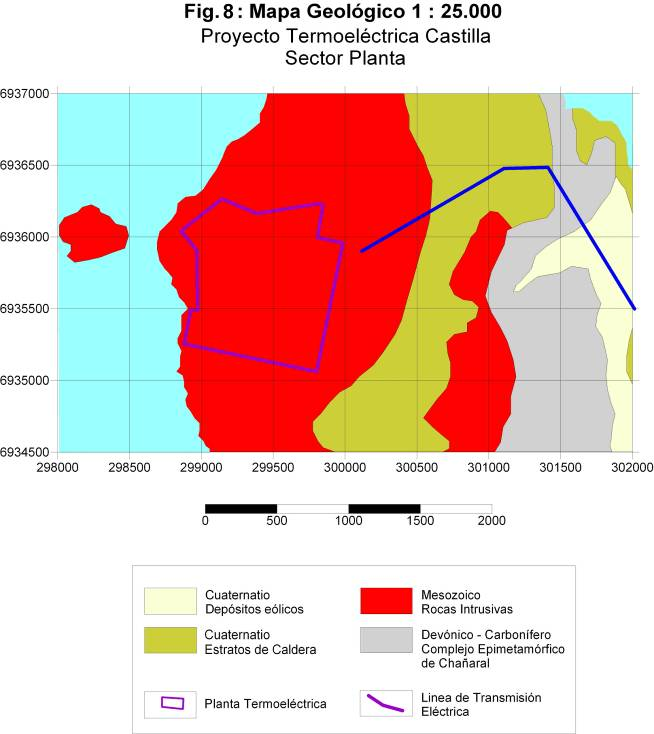 Fig.8 : Mapa Geológico 1 : 25.000
Proyecto Termoeléctrica Castilla
Sector Planta
6937000
6936500
6936000
6935500
6935000
6934500
298000 298500 299000 299500 300000 300500 301000 301500 302000
0 500 1000 1500 2000
Cuaternatio
Depósitos eólicos
Mesozoico
Rocas Intrusivas
Cuaternatio
Estratos de Caldera
Devónico - Carbonífero
Complejo Epimetamórfico
de Chañaral
Planta Termoeléctrica
Linea de Transmisión
Eléctrica